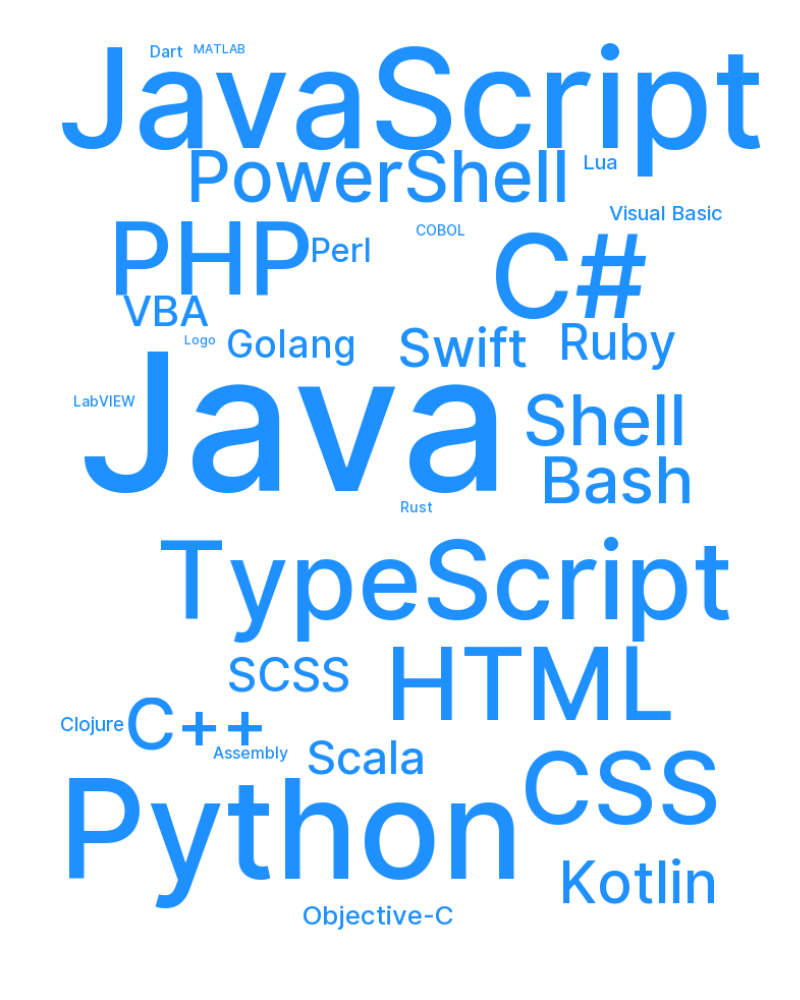 Dart MATLAB
JavaScript
PowerShell Lua
Visual Basic
PHP Perl COBOL C#
VBA
Logo Golang Swift Ruby
Java
LabVIEW Shell
Bash
Rust
TypeScript
SCSS HTML
Clojure C++
Assembly Scala
Python CSS
Kotlin
Objective-C